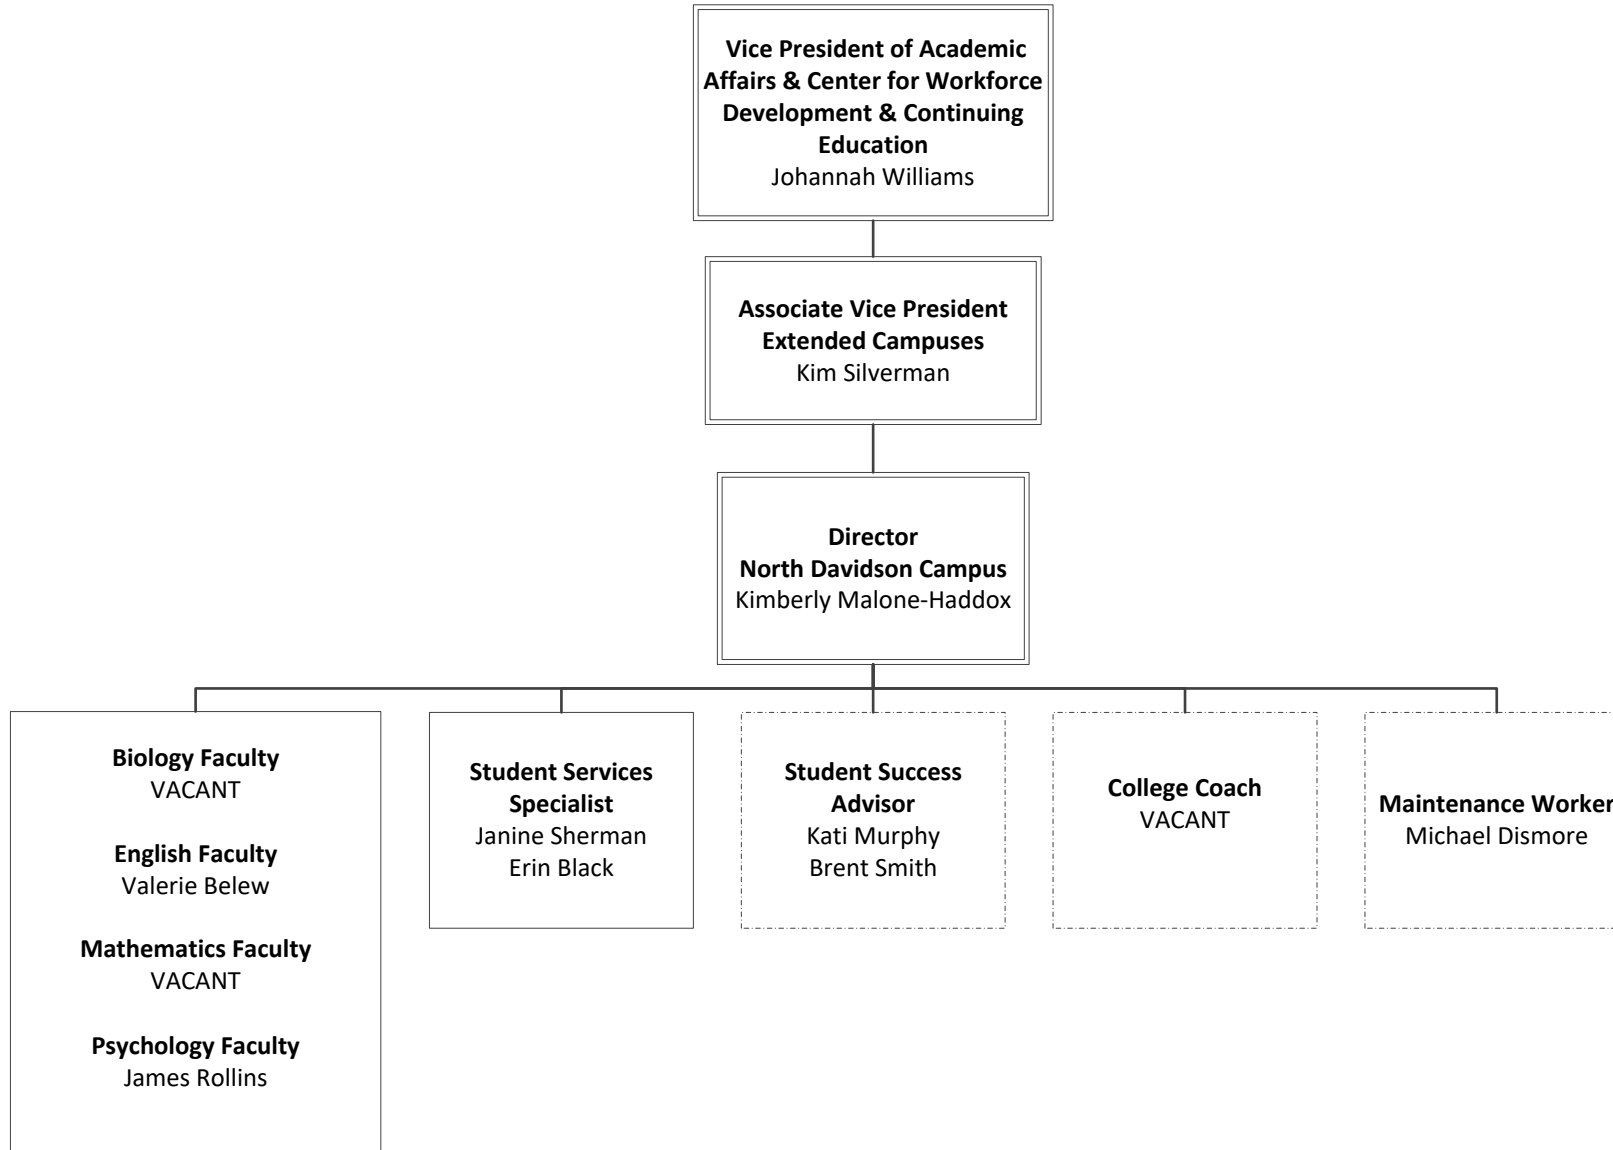 Vice President of Academic
Affairs & Center for Workforce
Development & Continuing
Education
Johannah Williams
Associate Vice President
Extended Campuses
Kim Silverman
Director
North Davidson Campus
Kimberly Malone-Haddox
Biology Faculty
VACANT
English Faculty
Valerie Belew
Mathematics Faculty
VACANT
Psychology Faculty
James Rollins
Student Services
Specialist
Janine Sherman
Erin Black
Student Success
Advisor
Kati Murphy
Brent Smith
College Coach
VACANT
Maintenance Worker
Michael Dismore